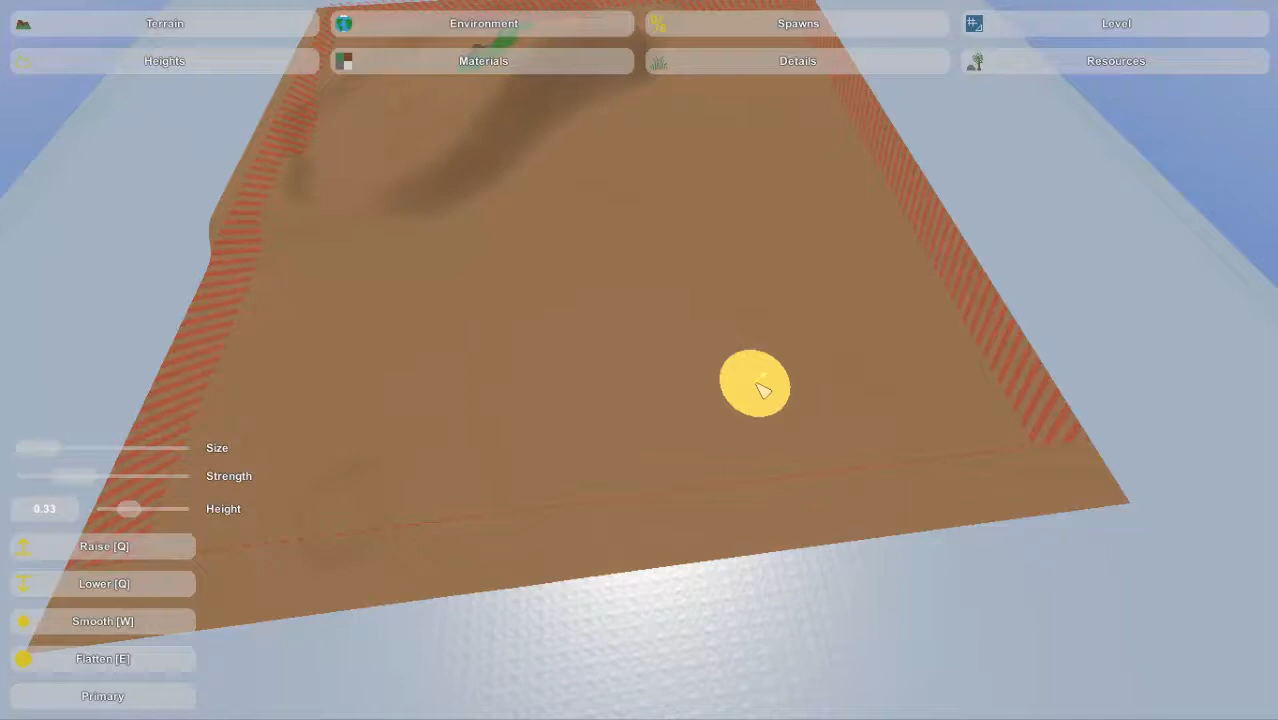 Terrain
Environment
Spawns
Level
Heights
Materials
Details
Resources
Size
Strength
0.33
Height
Raise [Q]
Lower [Q]
Smooth [W]
Flatten [E]
Primary